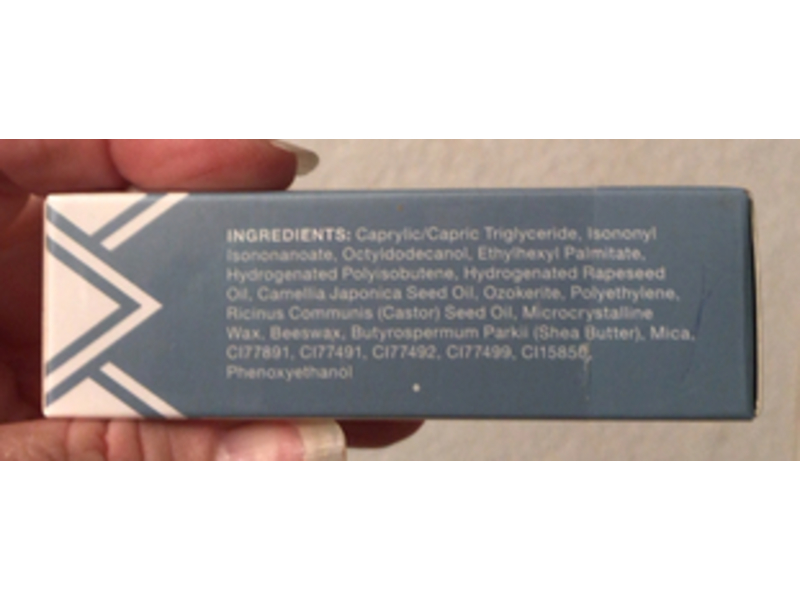 INGREDIENTS: Caprylic/Capric Triglyceride, Isononyl
Isononanoate, Octyldodecanol, Ethylhexyl Palmitate,
Hydrogenated Polyisobutene, Hydrogenated Rapeseed
Oil, Camellia Japonica Seed Oil, Ozokerite, Polyethylene,
Ricinus Communis (Castor) Seed Oil, Microcrystalline
Wax, Beeswax, Butyrospermum Parkii (Shea Butter), Mica,
CI77891, CI77491, CI77492, CI77499, CI15850,
Phenoxyethanol